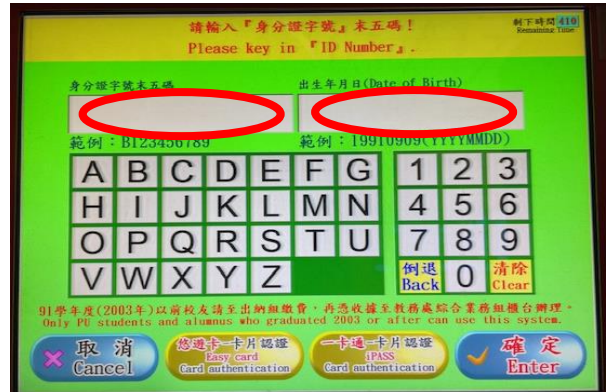 請輸入『身分證字號』末五碼!
Please key in 『ID Number』.
剩下時間 410
Remaining Time
身分證字號末五碼
出生年月日(Date of Birth)
範例:B123456789
範例:19910909(YYYYMMDD)
A B C D E F G
1 2 3
H I J K L M N
4 5 6
O P Q R S T U
7 8 9
V W X Y Z
倒退 0 清除
Back Clear
91學年度(2003年)以前校友請至出納組繳費,再憑收據至教務處綜合業務組櫃台辦理。
Only PU students and alumnus who graduated 2003 or after can use this system.
取消
Cancel
悠遊卡-卡片認證
Easy card
Card authentication
一卡通-卡片認證
iPASS
Card authentication
確定
Enter